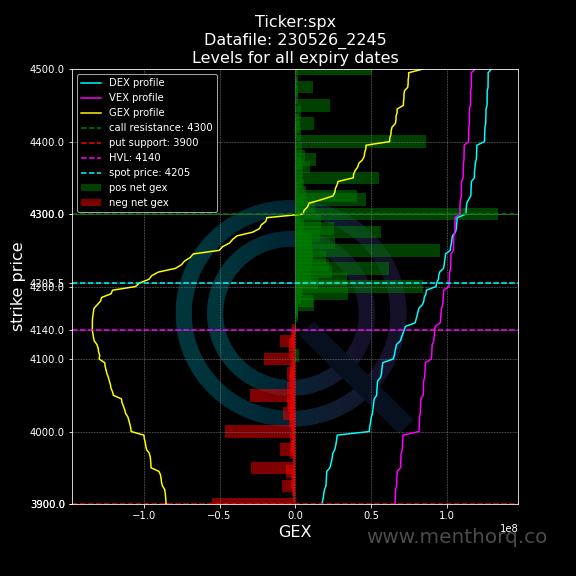 Ticker:spx
Datafile: 230526_2245
Levels for all expiry dates
DEX profile
VEX profile
GEX profile
call resistance: 4300
put support: 3900
HVL: 4140
spot price: 4205
pos net gex
neg net gex
4500.0
4400.0
4300.0
4205.5
4200.0
4140.0
4100.0
4000.0
3900.0
strike price
−1.0 −0.5 0.0 0.5 1.0
1e8
GEX
www.menthorq.co